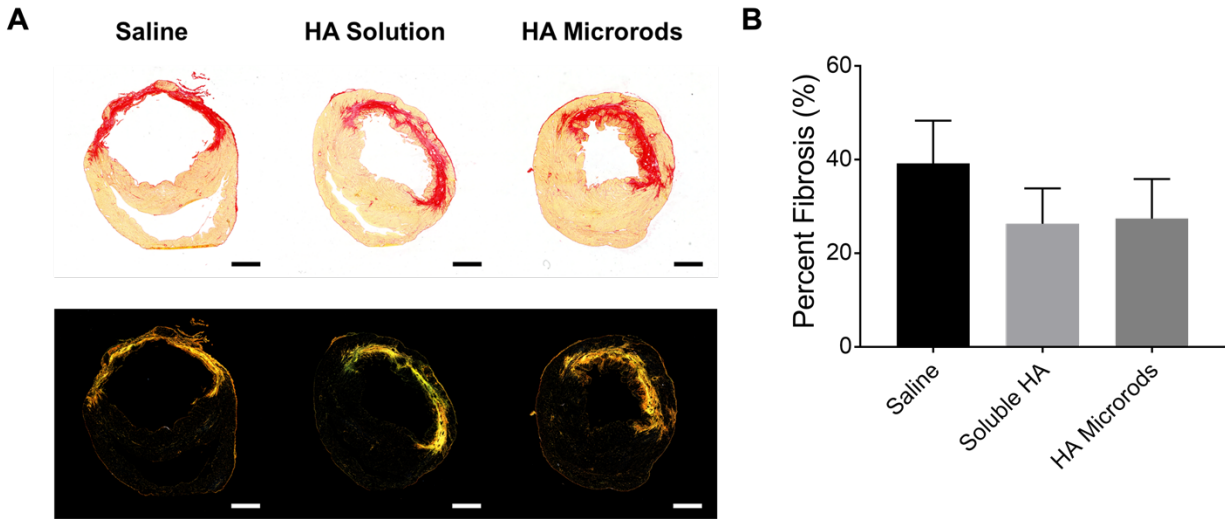 A
Saline HA Solution HA Microrods
B
Percent Fibrosis (%)
60
40
20
0
Saline
Soluble HA
HA Microrods